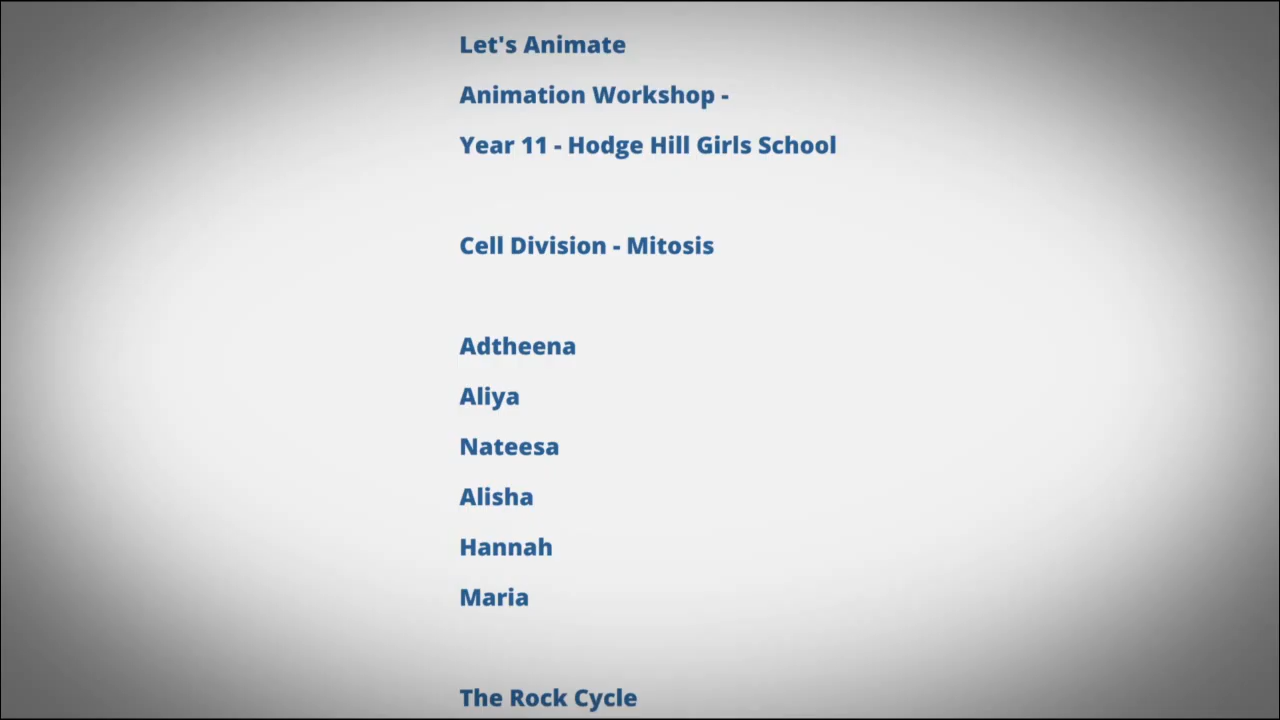 Let's Animate
Animation Workshop -
Year 11 - Hodge Hill Girls School
Cell Division - Mitosis
Adtheena
Aliya
Nateesa
Alisha
Hannah
Maria
The Rock Cycle